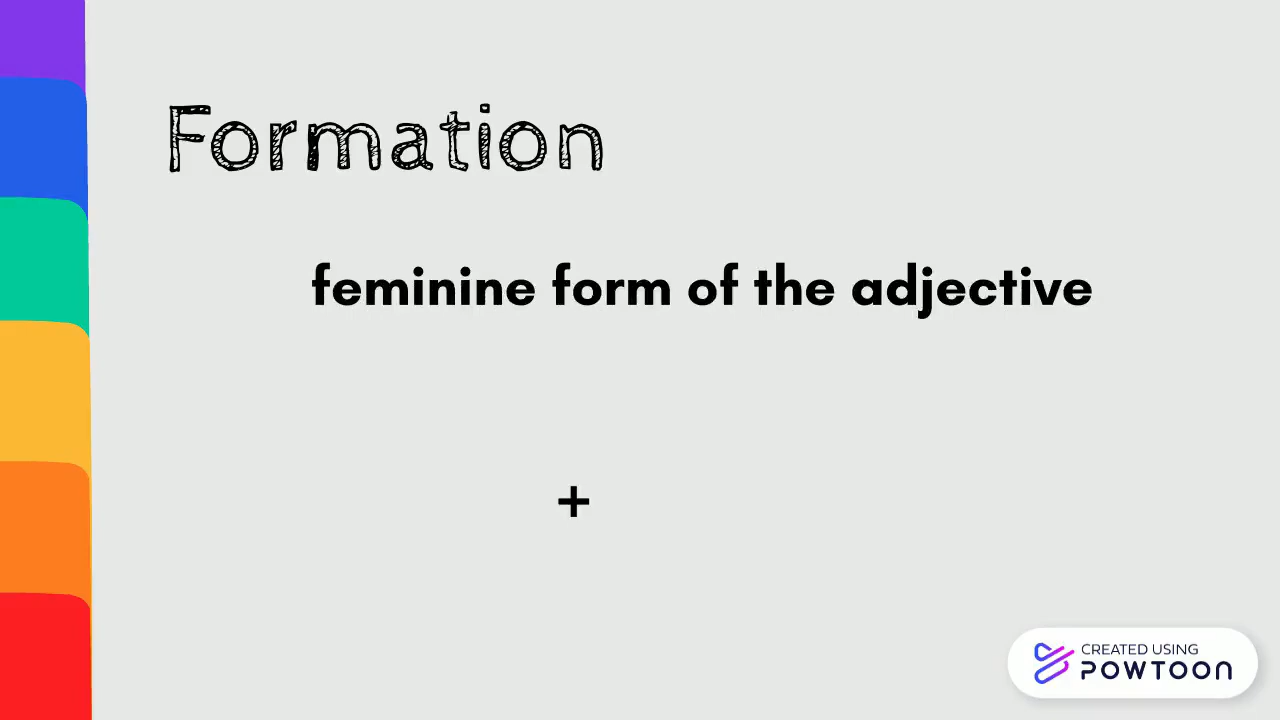 Formation
feminine form of the adjective
+
CREATED USING
POWTOON